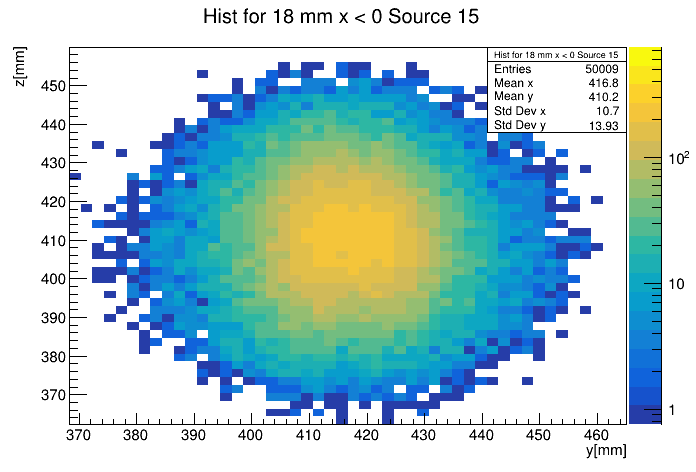 Hist for 18 mm x < 0 Source 15
z[mm]
Hist for 18 mm x < 0 Source 15
Entries 50009
Mean x 416.8
Mean y 410.2
Std Dev x 10.7
Std Dev y 13.93
450
440
430
420
410
400
390
380
370
10²
10
1
370 380 390 400 410 420 430 440 450 460
y[mm]